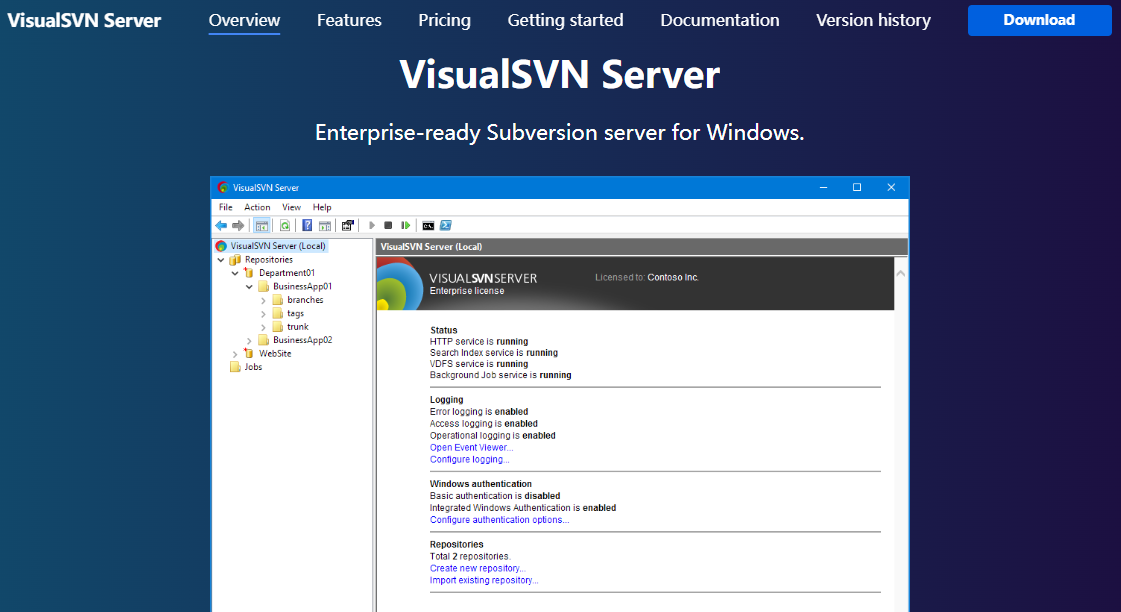 VisualSVN Server Overview Features Pricing Getting started Documentation Version history Download
VisualSVN Server
Enterprise-ready Subversion server for Windows.
VisualSVN Server
File Action View Help
VisualSVN Server (Local)
Repositories
Department01
BusinessApp01
branches
tags
trunk
BusinessApp02
WebSite
Jobs
VisualSVN Server (Local)
VISUALSVNSERVER Licensed to: Contoso Inc.
Enterprise license
Status
HTTP service is running
Search Index service is running
VDFS service is running
Background Job service is running
Logging
Error logging is enabled
Access logging is enabled
Operational logging is enabled
Open Event Viewer...
Configure logging...
Windows authentication
Basic authentication is disabled
Integrated Windows Authentication is enabled
Configure authentication options...
Repositories
Total 2 repositories.
Create new repository...
Import existing repository...